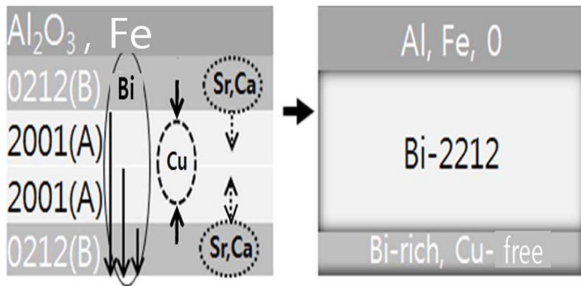 Al₂O₃ , Fe
0212(B) Bi Sr,Ca
2001(A) Cu
2001(A)
0212(B) Sr,Ca
Al, Fe, 0
Bi-2212
Bi-rich, Cu- free